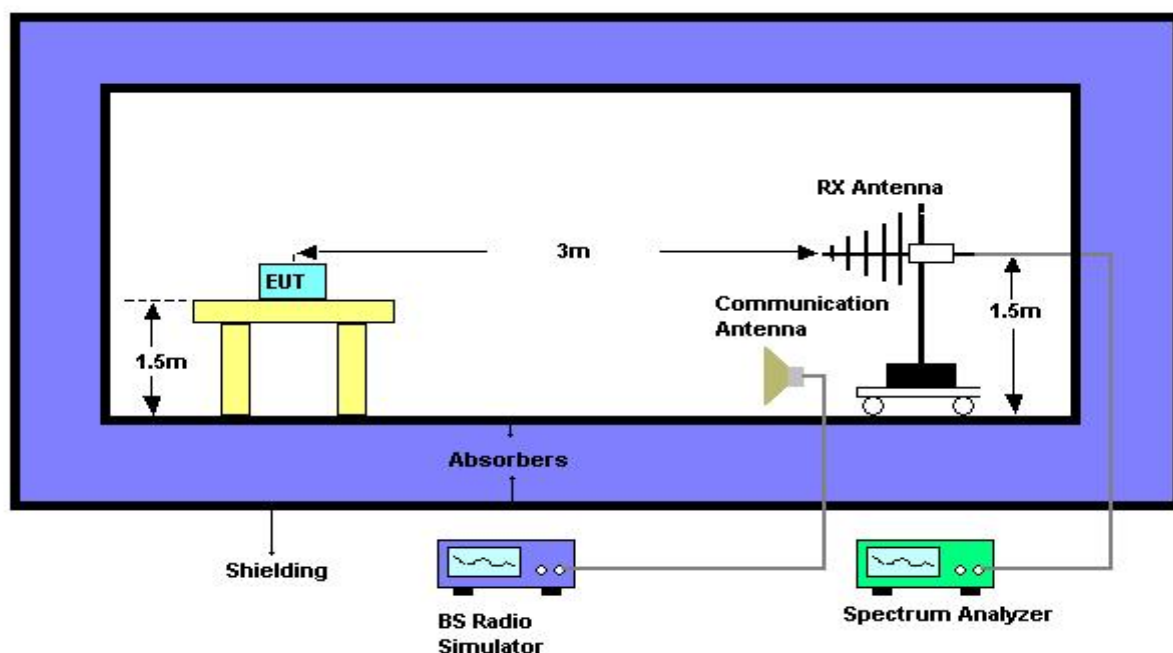 RX Antenna
3m
EUT
Communication
Antenna
1.5m
1.5m
Absorbers
Shielding
BS Radio
Simulator
Spectrum Analyzer